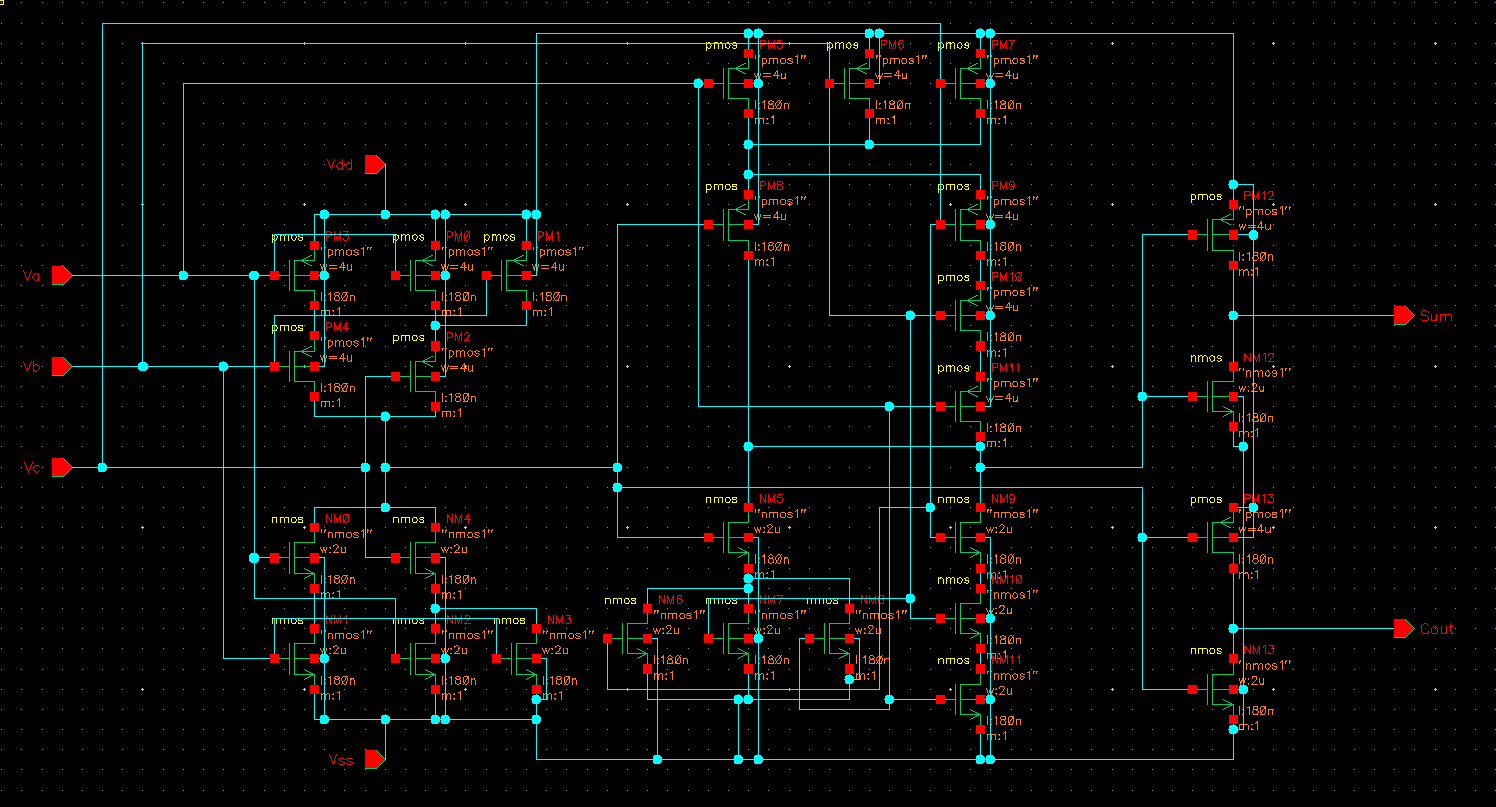 pmos PM5 pmos PM6 pmos PM7
"pmos1" "pmos1" "pmos1"
w=4u w=4u w=4u
l:180n l:180n l:180n
m:1 m:1 m:1
Vdd
pmos PM8 pmos PM9
"pmos1" "pmos1"
w=4u w=4u
l:180n l:180n
m:1 m:1
pmos PM12
"pmos1"
w=4u
l:180n
m:1
pmos PM3 pmos PM0 pmos PM1
"pmos1" "pmos1" "pmos1"
w=4u w=4u w=4u
Va
l:180n l:180n l:180n
m:1 m:1 m:1
pmos PM10
"pmos1"
w=4u
l:180n
m:1
Sum
pmos PM4 pmos PM2
"pmos1" "pmos1"
w=4u w=4u
Vb
l:180n l:180n
m:1 m:1
pmos PM11
"pmos1"
w=4u
l:180n
m:1
nmos NM12
"nmos1"
w:2u
l:180n
m:1
Vc
nmos NM0 nmos NM4
"nmos1" "nmos1"
w:2u w:2u
l:180n l:180n
m:1 m:1
nmos NM5 nmos NM9
"nmos1" "nmos1"
w:2u w:2u
l:180n l:180n
m:1 m:1
pmos PM13
"pmos1"
w=4u
l:180n
m:1
nmos NM10
"nmos1"
w:2u
l:180n
m:1
nmos NM1 nmos NM2 nmos NM3
"nmos1" "nmos1" "nmos1"
w:2u w:2u w:2u
l:180n l:180n l:180n
m:1 m:1 m:1
nmos NM6 nmos NM7 nmos NM8
"nmos1" "nmos1" "nmos1"
w:2u w:2u w:2u
l:180n l:180n l:180n
m:1 m:1 m:1
Cout
nmos NM11
"nmos1"
w:2u
l:180n
m:1
nmos NM13
"nmos1"
w:2u
l:180n
m:1
Vss